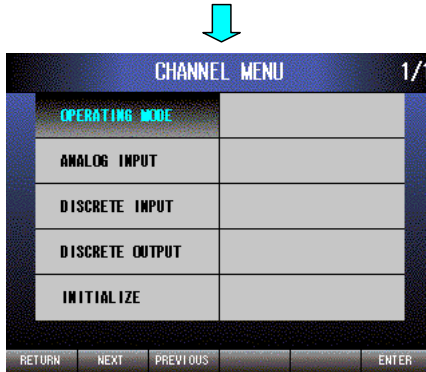 CHANNEL MENU 1/1
OPERATING MODE
ANALOG INPUT
DISCRETE INPUT
DISCRETE OUTPUT
INITIALIZE
RETURN NEXT PREVIOUS ENTER